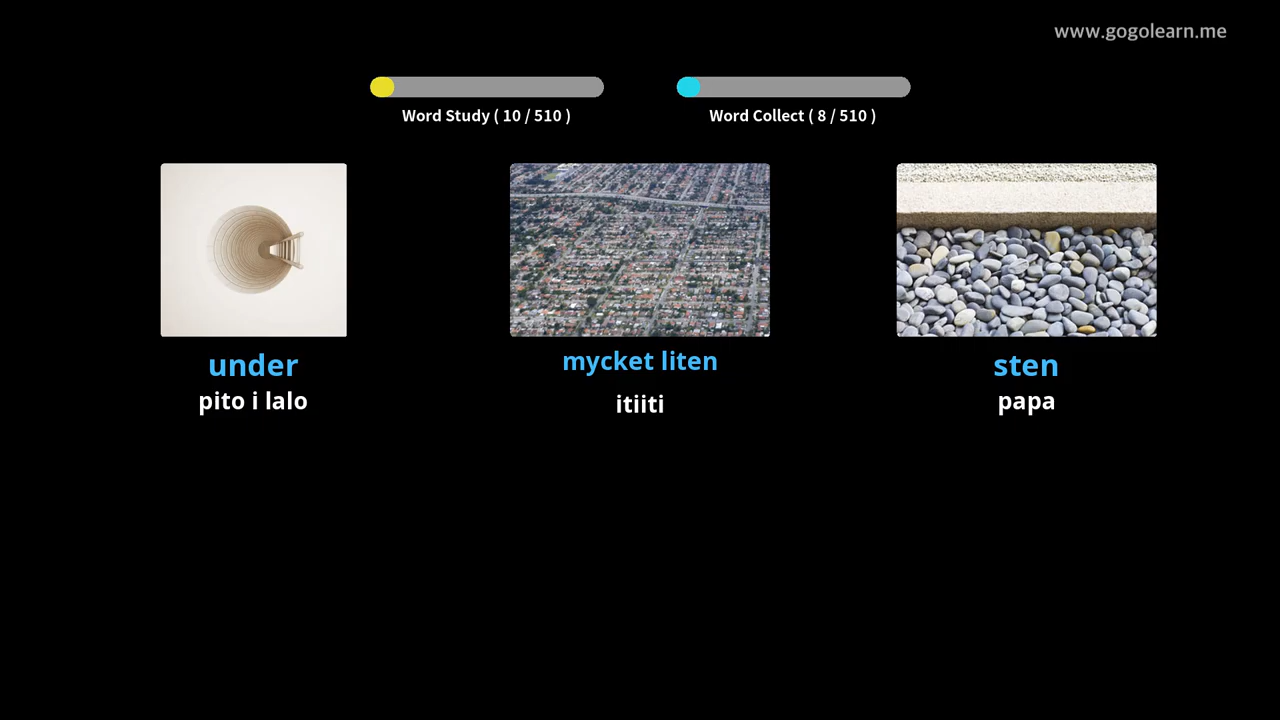 www.gogolearn.me
Word Study ( 10 / 510 )
Word Collect ( 8 / 510 )
under
pito i lalo
mycket liten
itiiti
sten
papa